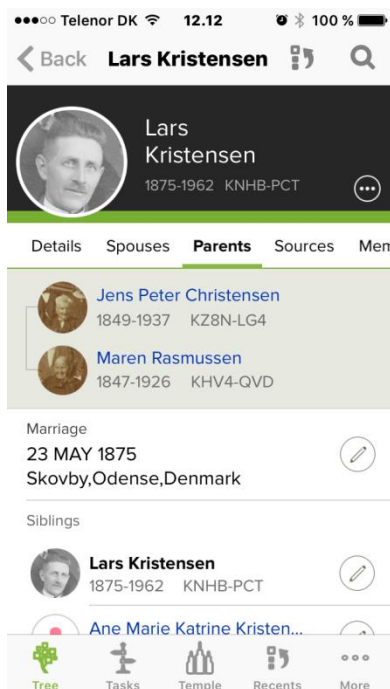 Telenor DK 12.12 100 %
Back Lars Kristensen
Lars
Kristensen
1875-1962 KNHB-PCT
Details Spouses Parents Sources Mem
Jens Peter Christensen
1849-1937 KZ8N-LG4
Maren Rasmussen
1847-1926 KHV4-QVD
Marriage
23 MAY 1875
Skovby,Odense,Denmark
Siblings
Lars Kristensen
1875-1962 KNHB-PCT
Ane Marie Katrine Kristen...
Tree Tasks Temple Recents More